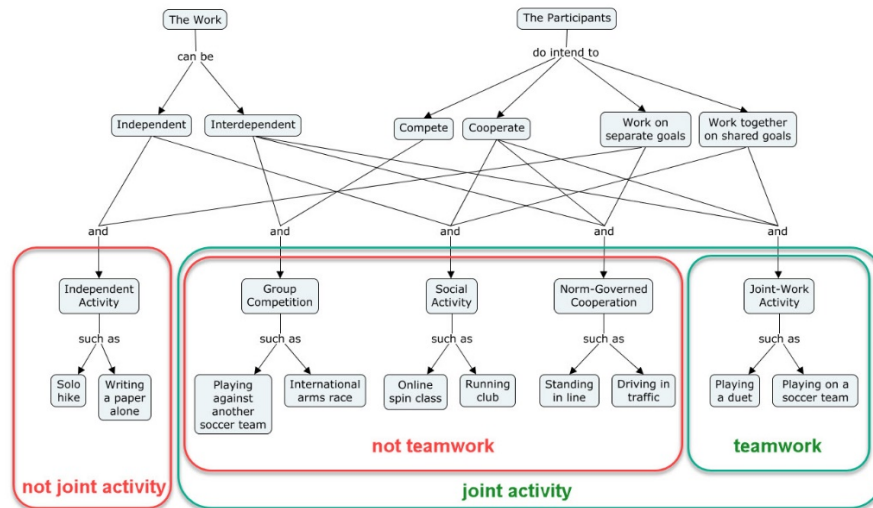 The Work
The Participants
can be
do intend to
Independent
Interdependent
Compete
Cooperate
Work on
separate goals
Work together
on shared goals
and
and
and
and
and
Independent
Activity
Group
Competition
Social
Activity
Norm-Governed
Cooperation
Joint-Work
Activity
such as
such as
such as
such as
such as
Solo
hike
Writing
a paper
alone
Playing
against
another
soccer team
International
arms race
Online
spin class
Running
club
Standing
in line
Driving in
traffic
Playing
a duet
Playing on a
soccer team
not teamwork
teamwork
not joint activity
joint activity